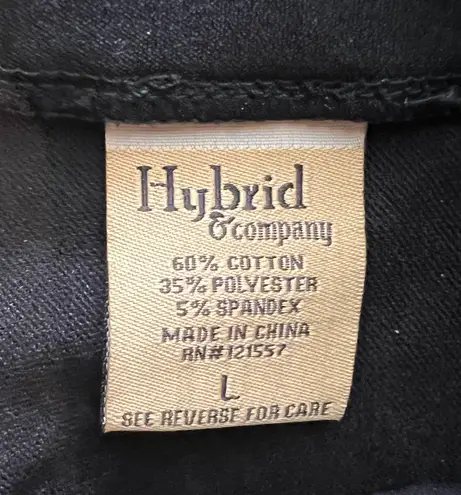 Hybrid
& company
60% COTTON
35% POLYESTER
5% SPANDEX
MADE IN CHINA
RN# 121557
L
SEE REVERSE FOR CARE